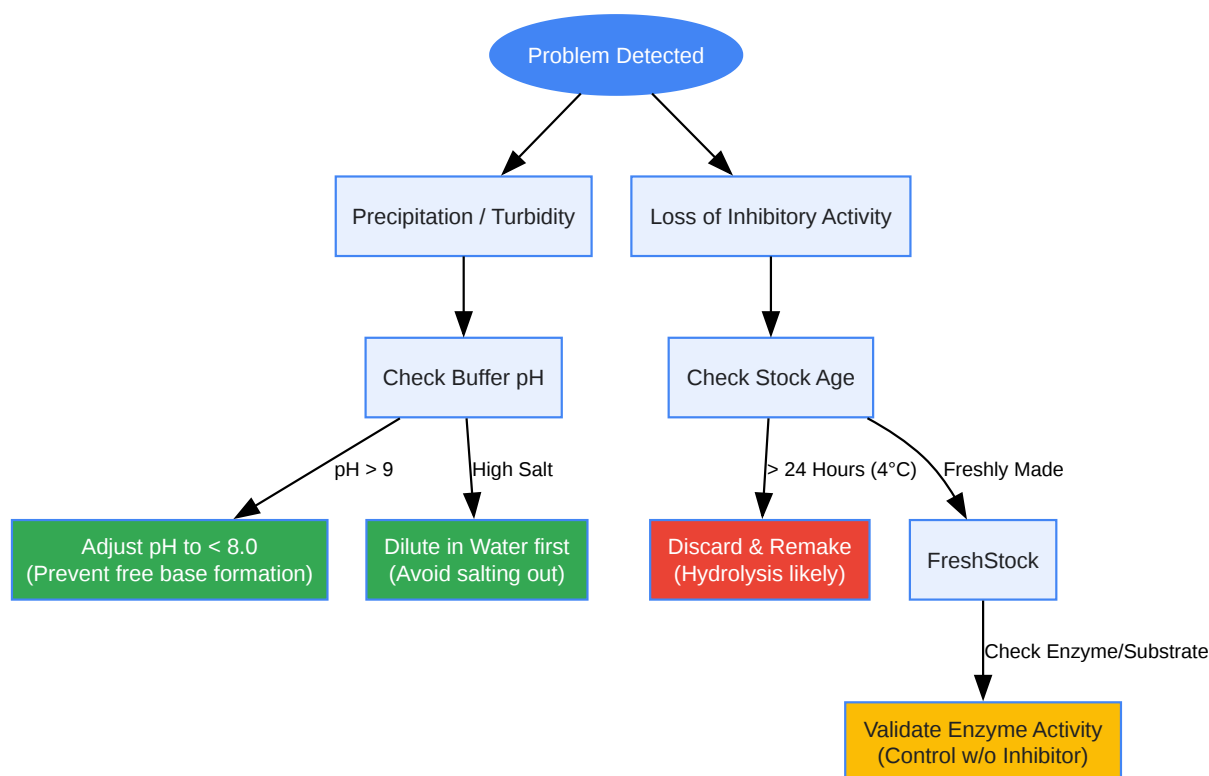 Problem Detected
Precipitation / Turbidity
Loss of Inhibitory Activity
Check Buffer pH
Check Stock Age
pH > 9
High Salt
> 24 Hours (4°C)
Freshly Made
Adjust pH to < 8.0
(Prevent free base formation)
Dilute in Water first
(Avoid salting out)
Discard & Remake
(Hydrolysis likely)
FreshStock
Check Enzyme/Substrate
Validate Enzyme Activity
(Control w/o Inhibitor)